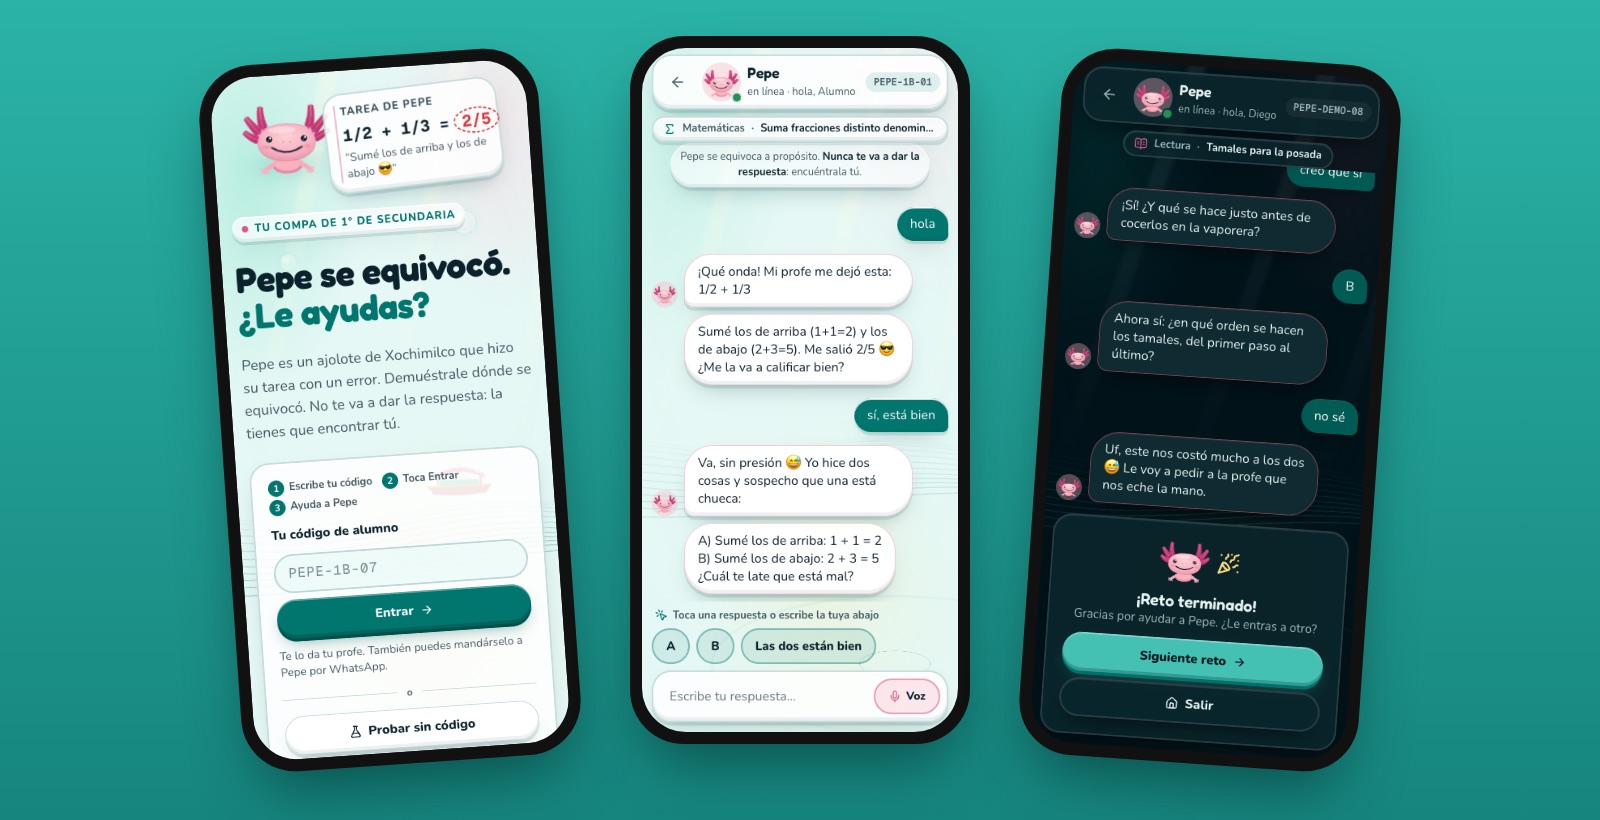 TAREA DE PEPE
1/2 + 1/3 = 2/5
"Sumé los de arriba y los de
abajo 😎"
TU COMPA DE 1° DE SECUNDARIA
Pepe se equivocó.
¿Le ayudas?
Pepe es un ajolote de Xochimilco que hizo
su tarea con un error. Demuéstrale dónde se
equivocó. No te va a dar la respuesta: la
tienes que encontrar tú.
1 Escribe tu código 2 Toca Entrar
3 Ayuda a Pepe
Tu código de alumno
PEPE-1B-07
Entrar →
Te lo da tu profe. También puedes mandárselo a
Pepe por WhatsApp.
o
Probar sin código
Pepe
en línea · hola, Alumno
PEPE-1B-01
Matemáticas · Suma fracciones distinto denomin...
Pepe se equivoca a propósito. Nunca te va a dar la
respuesta: encuéntrala tú.
hola
¡Qué onda! Mi profe me dejó esta:
1/2 + 1/3
Sumé los de arriba (1+1=2) y los
de abajo (2+3=5). Me salió 2/5 😎
¿Me la va a calificar bien?
sí, está bien
Va, sin presión 😅 Yo hice dos
cosas y sospecho que una está
chueca:
A) Sumé los de arriba: 1 + 1 = 2
B) Sumé los de abajo: 2 + 3 = 5
¿Cuál te late que está mal?
Toca una respuesta o escribe la tuya abajo
A
B
Las dos están bien
Escribe tu respuesta...
Voz
Pepe
en línea · hola, Diego
PEPE-DEMO-08
Lectura · Tamales para la posada
creo que sí
¡Sí! ¿Y qué se hace justo antes de
cocerlos en la vaporera?
B
Ahora sí: ¿en qué orden se hacen
los tamales, del primer paso al
último?
no sé
Uf, este nos costó mucho a los dos
😅 Le voy a pedir a la profe que
nos eche la mano.
¡Reto terminado!
Gracias por ayudar a Pepe. ¿Le entras a otro?
Siguiente reto →
Salir